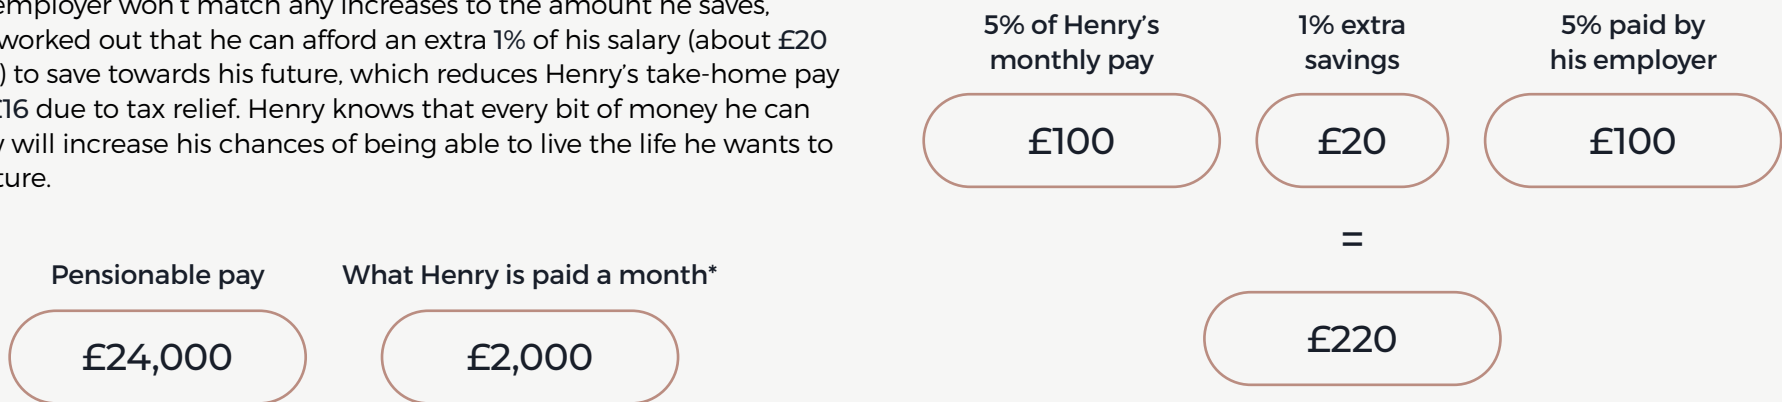 employer won't match any increases to the amount he saves,
worked out that he can afford an extra 1% of his salary (about £20
) to save towards his future, which reduces Henry's take-home pay
£16 due to tax relief. Henry knows that every bit of money he can
will increase his chances of being able to live the life he wants to
ture.
Pensionable pay
£24,000
What Henry is paid a month*
£2,000
5% of Henry's
monthly pay
£100
1% extra
savings
£20
5% paid by
his employer
£100
=
£220